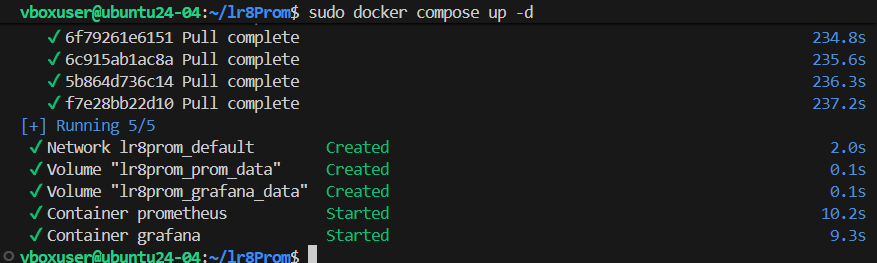 vboxuser@ubuntu24-04:~/lr8Prom$ sudo docker compose up -d
✓ 6f79261e6151 Pull complete 234.8s
✓ 6c915ab1ac8a Pull complete 235.6s
✓ 5b864d736c14 Pull complete 236.3s
✓ f7e28bb22d10 Pull complete 237.2s
[+] Running 5/5
✓ Network lr8prom_default Created 2.0s
✓ Volume "lr8prom_prom_data" Created 0.1s
✓ Volume "lr8prom_grafana_data" Created 0.1s
✓ Container prometheus Started 10.2s
✓ Container grafana Started 9.3s
vboxuser@ubuntu24-04:~/lr8Prom$